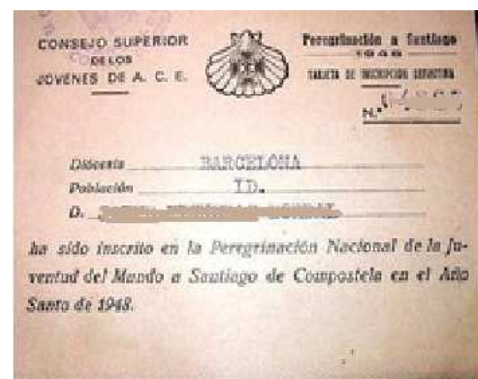 CONSEJO SUPERIOR
DE LOS
JOVENES DE A. C. E.
Peregrinación a Santiago
1948
TARJETA DE INSCRIPCION DEFINITIVA
N.º
Diócesis BARCELONA
Población ID.
D.
ha sido inscrito en la Peregrinación Nacional de la Ju-
ventud del Mundo a Santiago de Compostela en el Año
Santo de 1948.